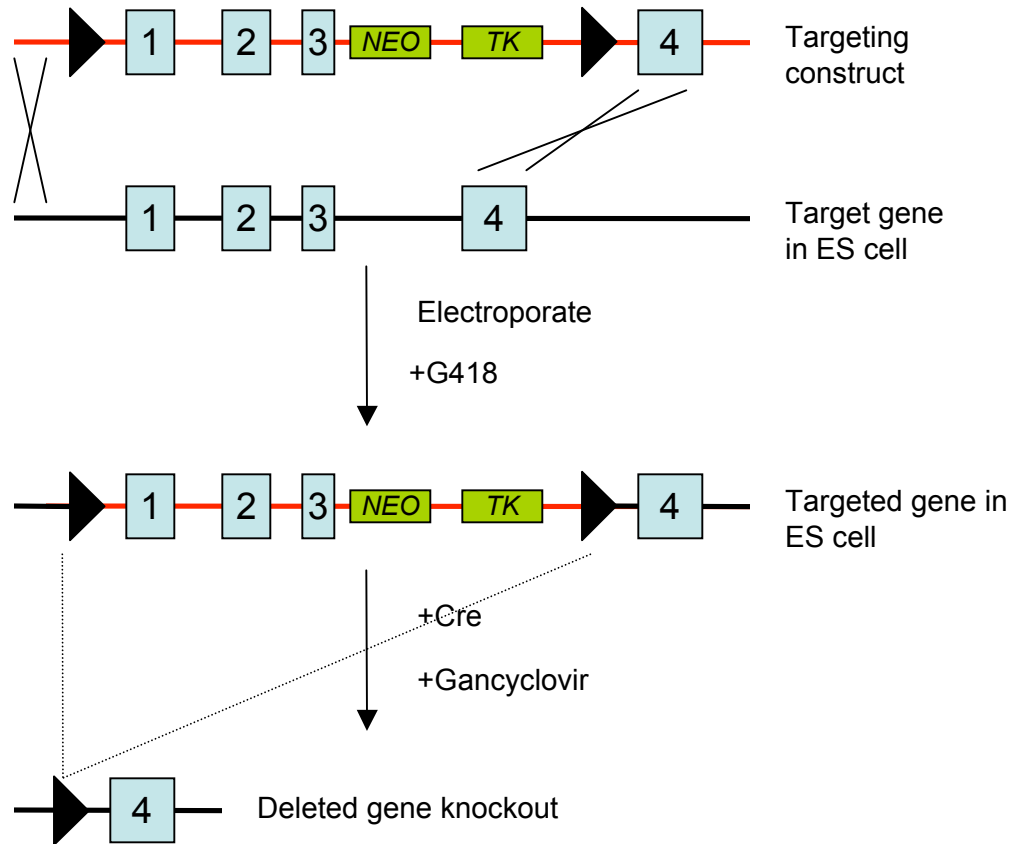 1 2 3 NEO TK 4 Targeting
construct
1 2 3 4 Target gene
in ES cell
Electroporate
+G418
1 2 3 NEO TK 4 Targeted gene in
ES cell
+Cre
+Gancyclovir
4 Deleted gene knockout